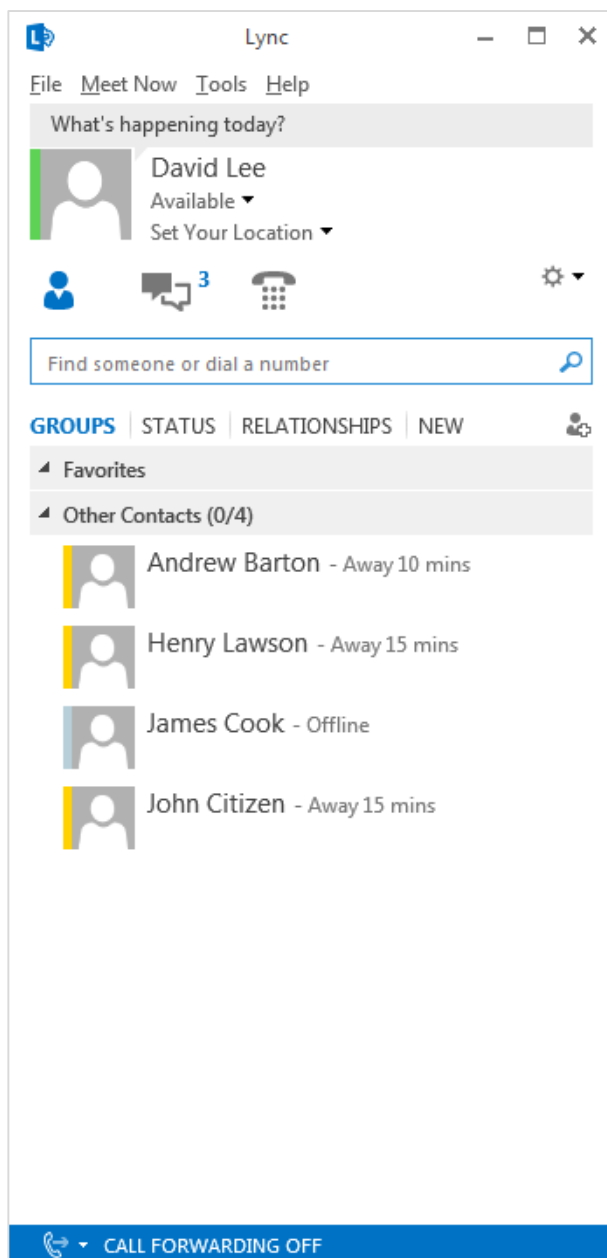 Lync
File Meet Now Tools Help
What's happening today?
David Lee
Available
Set Your Location
3
Find someone or dial a number
GROUPS STATUS RELATIONSHIPS NEW
Favorites
Other Contacts (0/4)
Andrew Barton - Away 10 mins
Henry Lawson - Away 15 mins
James Cook - Offline
John Citizen - Away 15 mins
CALL FORWARDING OFF